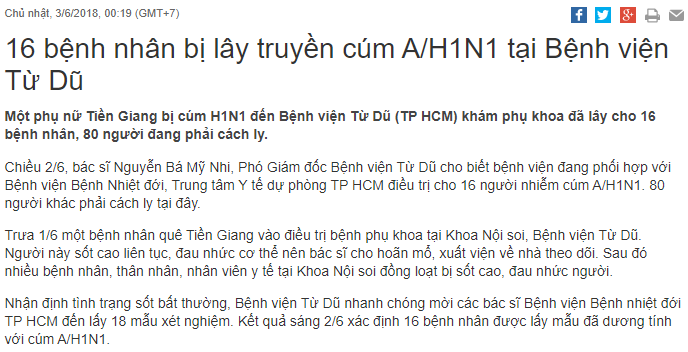 Chủ nhật, 3/6/2018, 00:19 (GMT+7)
16 bệnh nhân bị lây truyền cúm A/H1N1 tại Bệnh viện
Từ Dũ
Một phụ nữ Tiền Giang bị cúm H1N1 đến Bệnh viện Từ Dũ (TP HCM) khám phụ khoa đã lây cho 16
bệnh nhân, 80 người đang phải cách ly.
Chiều 2/6, bác sĩ Nguyễn Bá Mỹ Nhi, Phó Giám đốc Bệnh viện Từ Dũ cho biết bệnh viện đang phối hợp với
Bệnh viện Bệnh Nhiệt đới, Trung tâm Y tế dự phòng TP HCM điều trị cho 16 người nhiễm cúm A/H1N1. 80
người khác phải cách ly tại đây.
Trưa 1/6 một bệnh nhân quê Tiền Giang vào điều trị bệnh phụ khoa tại Khoa Nội soi, Bệnh viện Từ Dũ.
Người này sốt cao liên tục, đau nhức cơ thể nên bác sĩ cho hoãn mổ, xuất viện về nhà theo dõi. Sau đó
nhiều bệnh nhân, thân nhân, nhân viên y tế tại Khoa Nội soi đồng loạt bị sốt cao, đau nhức người.
Nhận định tình trạng sốt bất thường, Bệnh viện Từ Dũ nhanh chóng mời các bác sĩ Bệnh viện Bệnh nhiệt đới
TP HCM đến lấy 18 mẫu xét nghiệm. Kết quả sáng 2/6 xác định 16 bệnh nhân được lấy mẫu đã dương tính
với cúm A/H1N1.